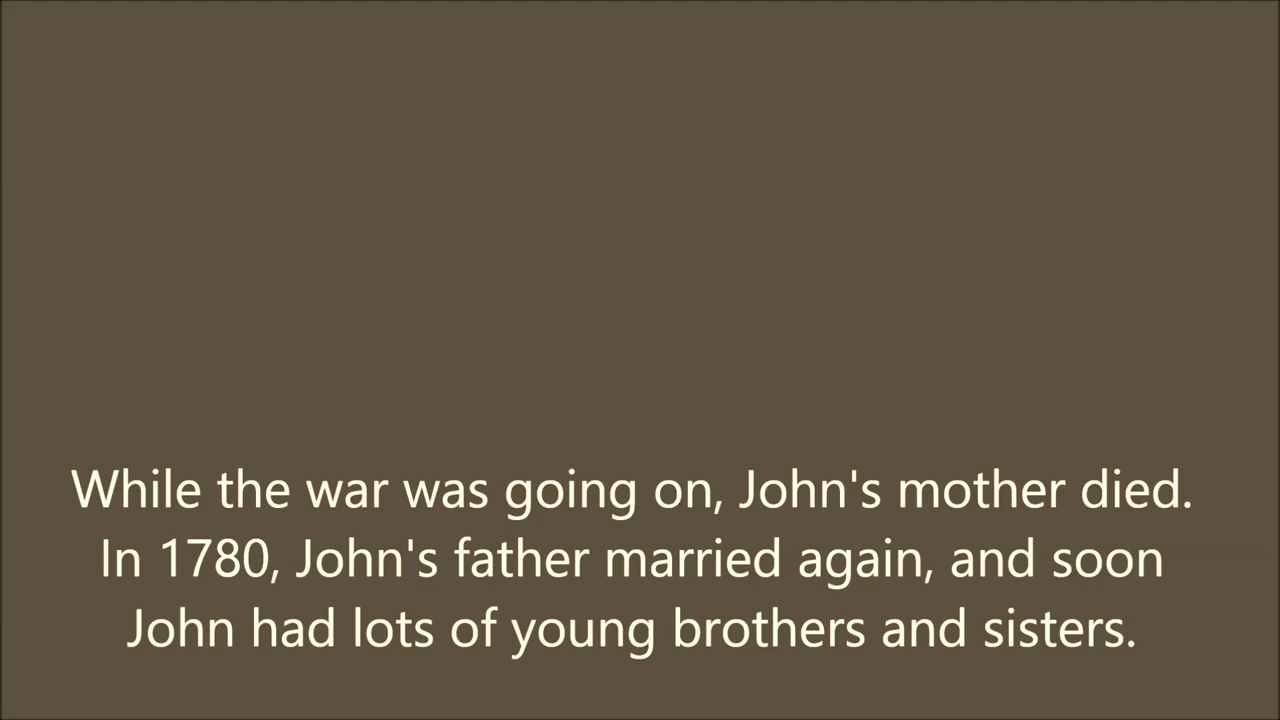 While the war was going on, John's mother died.
In 1780, John's father married again, and soon
John had lots of young brothers and sisters.